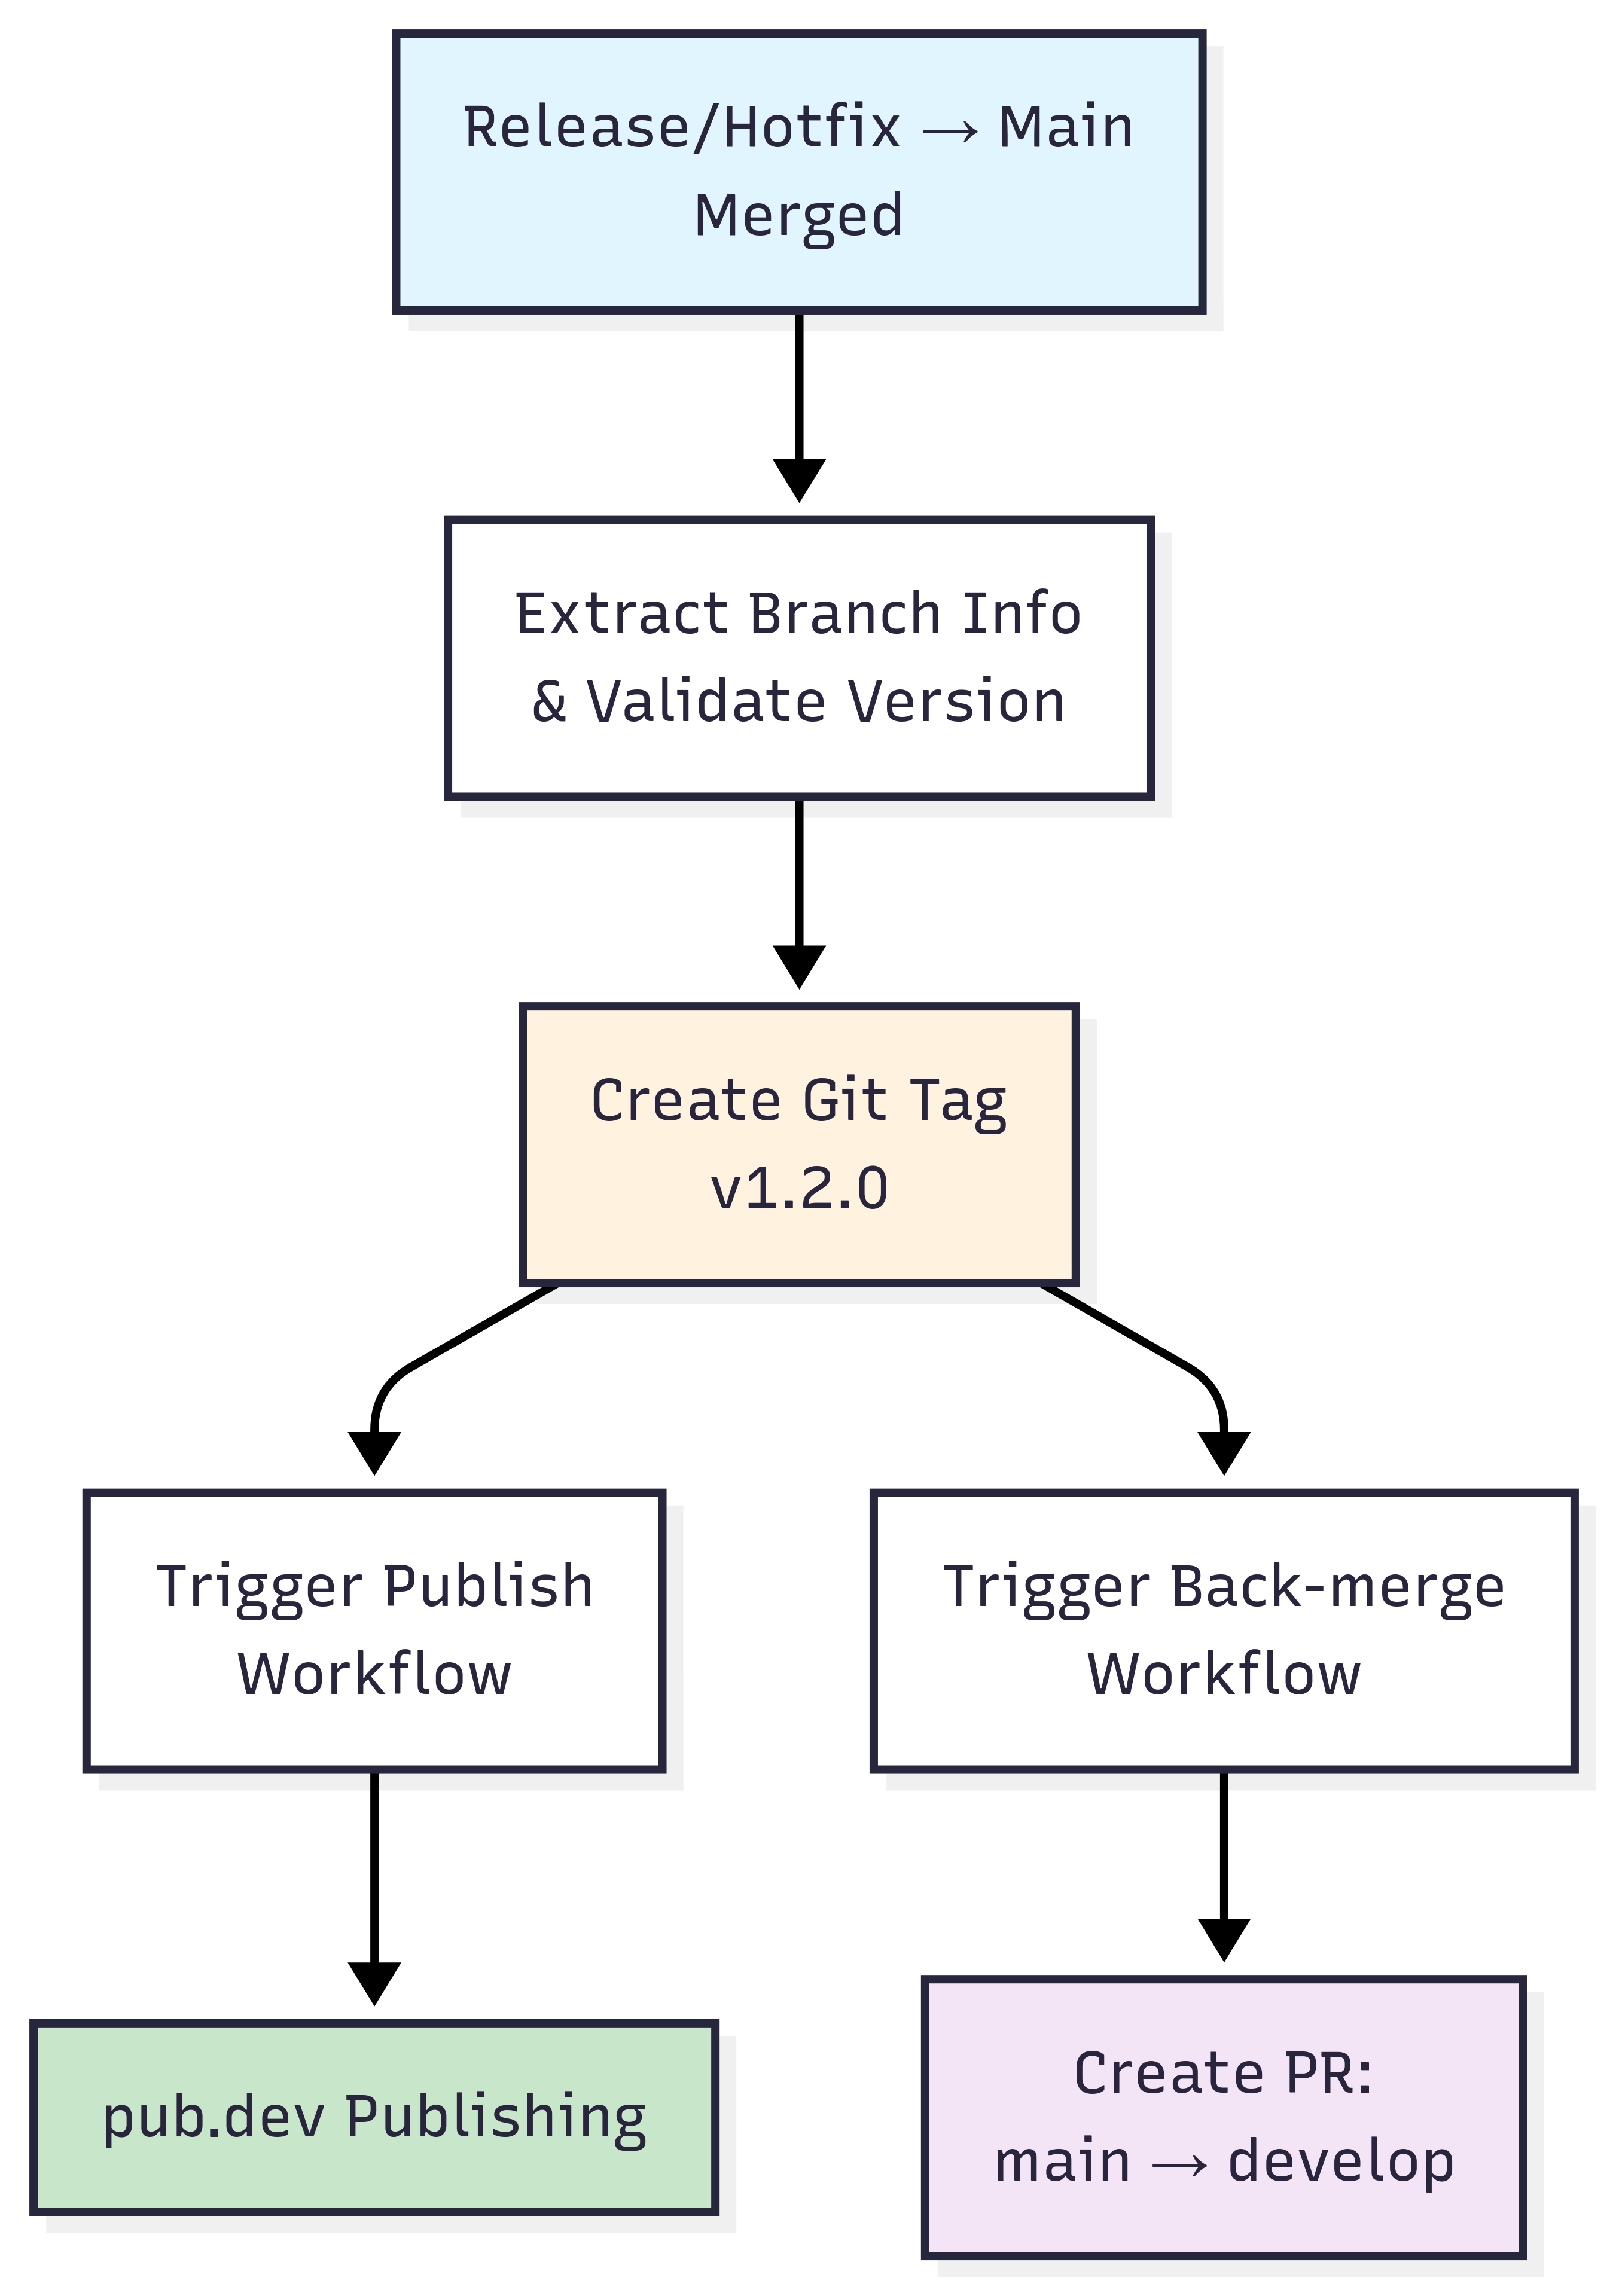 Release/Hotfix → Main
Merged
Extract Branch Info
& Validate Version
Create Git Tag
v1.2.0
Trigger Publish
Workflow
Trigger Back-merge
Workflow
pub.dev Publishing
Create PR:
main → develop